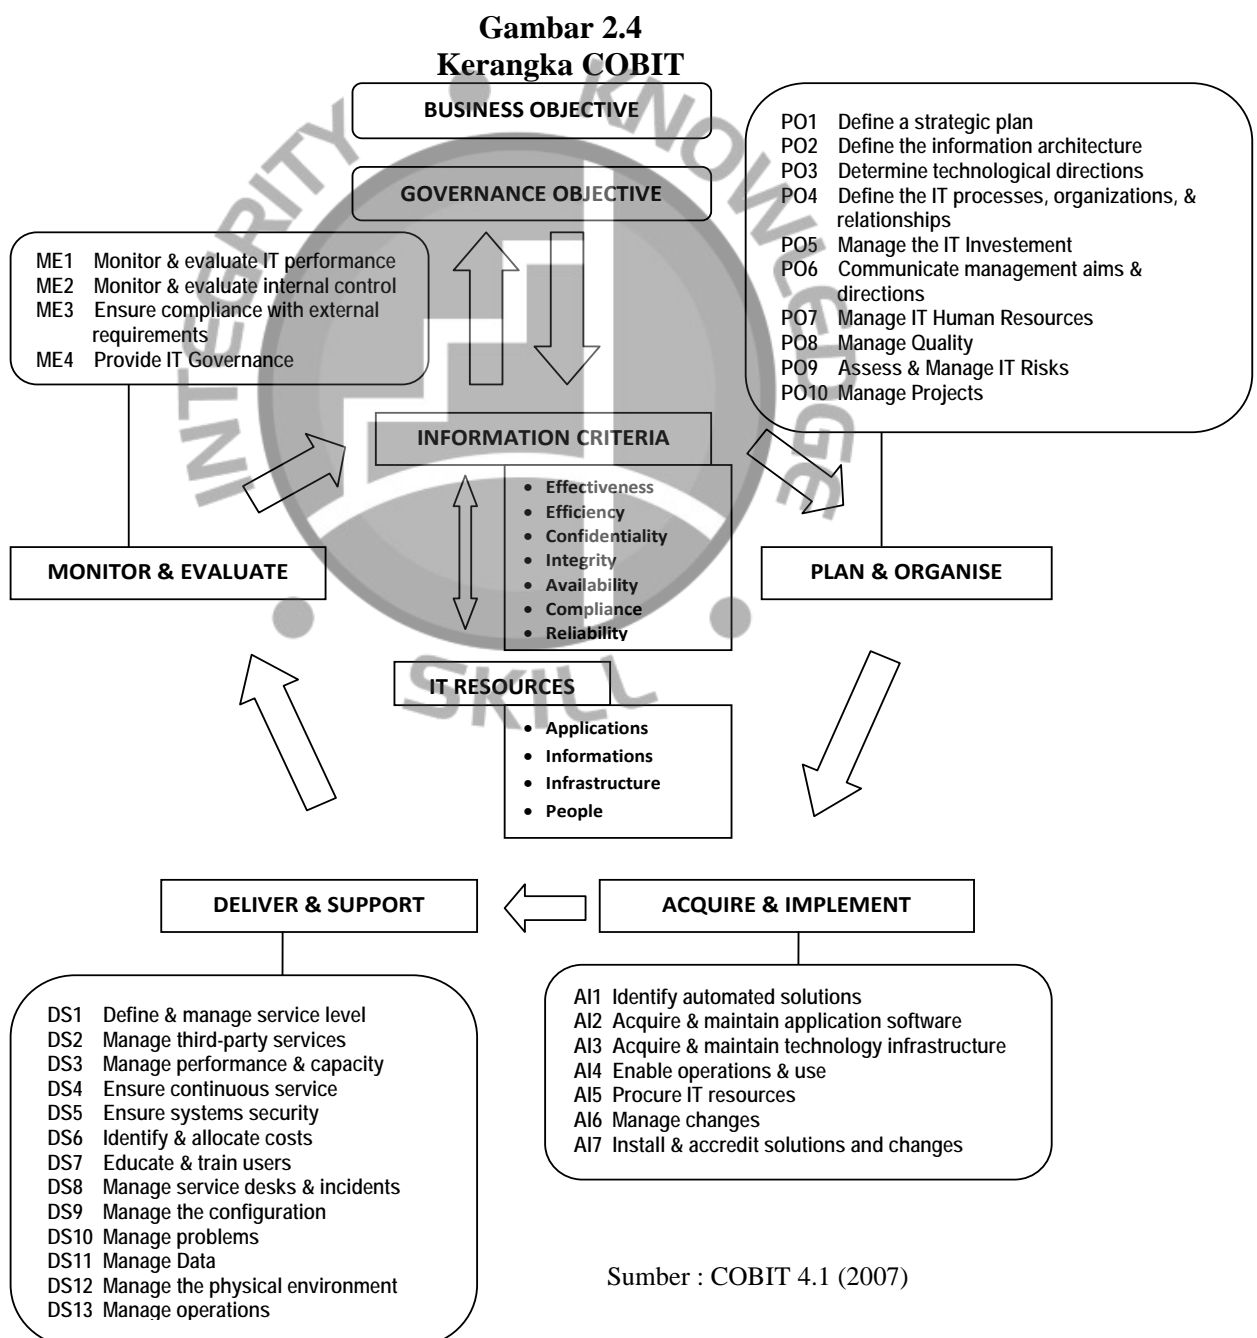 Gambar 2.4
Kerangka COBIT
BUSINESS OBJECTIVE
GOVERNANCE OBJECTIVE
PO1 Define a strategic plan
PO2 Define the information architecture
PO3 Determine technological directions
PO4 Define the IT processes, organizations, &
relationships
PO5 Manage the IT Investement
PO6 Communicate management aims &
directions
PO7 Manage IT Human Resources
PO8 Manage Quality
PO9 Assess & Manage IT Risks
PO10 Manage Projects
ME1 Monitor & evaluate IT performance
ME2 Monitor & evaluate internal control
ME3 Ensure compliance with external
requirements
ME4 Provide IT Governance
INFORMATION CRITERIA
• Effectiveness
• Efficiency
• Confidentiality
• Integrity
• Availability
• Compliance
• Reliability
MONITOR & EVALUATE
PLAN & ORGANISE
IT RESOURCES
• Applications
• Informations
• Infrastructure
• People
DELIVER & SUPPORT
ACQUIRE & IMPLEMENT
DS1 Define & manage service level
DS2 Manage third-party services
DS3 Manage performance & capacity
DS4 Ensure continuous service
DS5 Ensure systems security
DS6 Identify & allocate costs
DS7 Educate & train users
DS8 Manage service desks & incidents
DS9 Manage the configuration
DS10 Manage problems
DS11 Manage Data
DS12 Manage the physical environment
DS13 Manage operations
AI1 Identify automated solutions
AI2 Acquire & maintain application software
AI3 Acquire & maintain technology infrastructure
AI4 Enable operations & use
AI5 Procure IT resources
AI6 Manage changes
AI7 Install & accredit solutions and changes
Sumber : COBIT 4.1 (2007)
INTEGRITY
KNOWLEDGE
SKILL